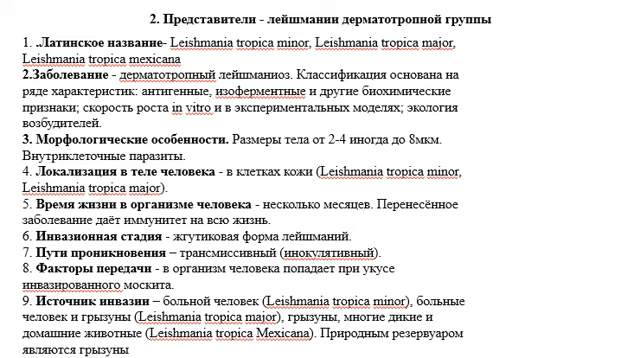 2. Представители - лейшмании дерматотропной группы
1. .Латинское название- Leishmania tropica minor, Leishmania tropica major,
Leishmania tropica mexicana
2.Заболевание - дерматотропный лейшманиоз. Классификация основана на
ряде характеристик: антигенные, изоферментные и другие биохимические
признаки; скорость роста in vitro и в экспериментальных моделях; экология
возбудителей.
3. Морфологические особенности. Размеры тела от 2-4 иногда до 8мкм.
Внутриклеточные паразиты.
4. Локализация в теле человека - в клетках кожи (Leishmania tropica minor,
Leishmania tropica major).
5. Время жизни в организме человека - несколько месяцев. Перенесённое
заболевание даёт иммунитет на всю жизнь.
6. Инвазионная стадия - жгутиковая форма лейшманий.
7. Пути проникновения – трансмиссивный (инокулятивный).
8. Факторы передачи - в организм человека попадает при укусе
инвазированного москита.
9. Источник инвазии – больной человек (Leishmania tropica minor), больные
человек и грызуны (Leishmania tropica major), грызуны, многие дикие и
домашние животные (Leishmania tropica Mexicana). Природным резервуаром
являются грызуны